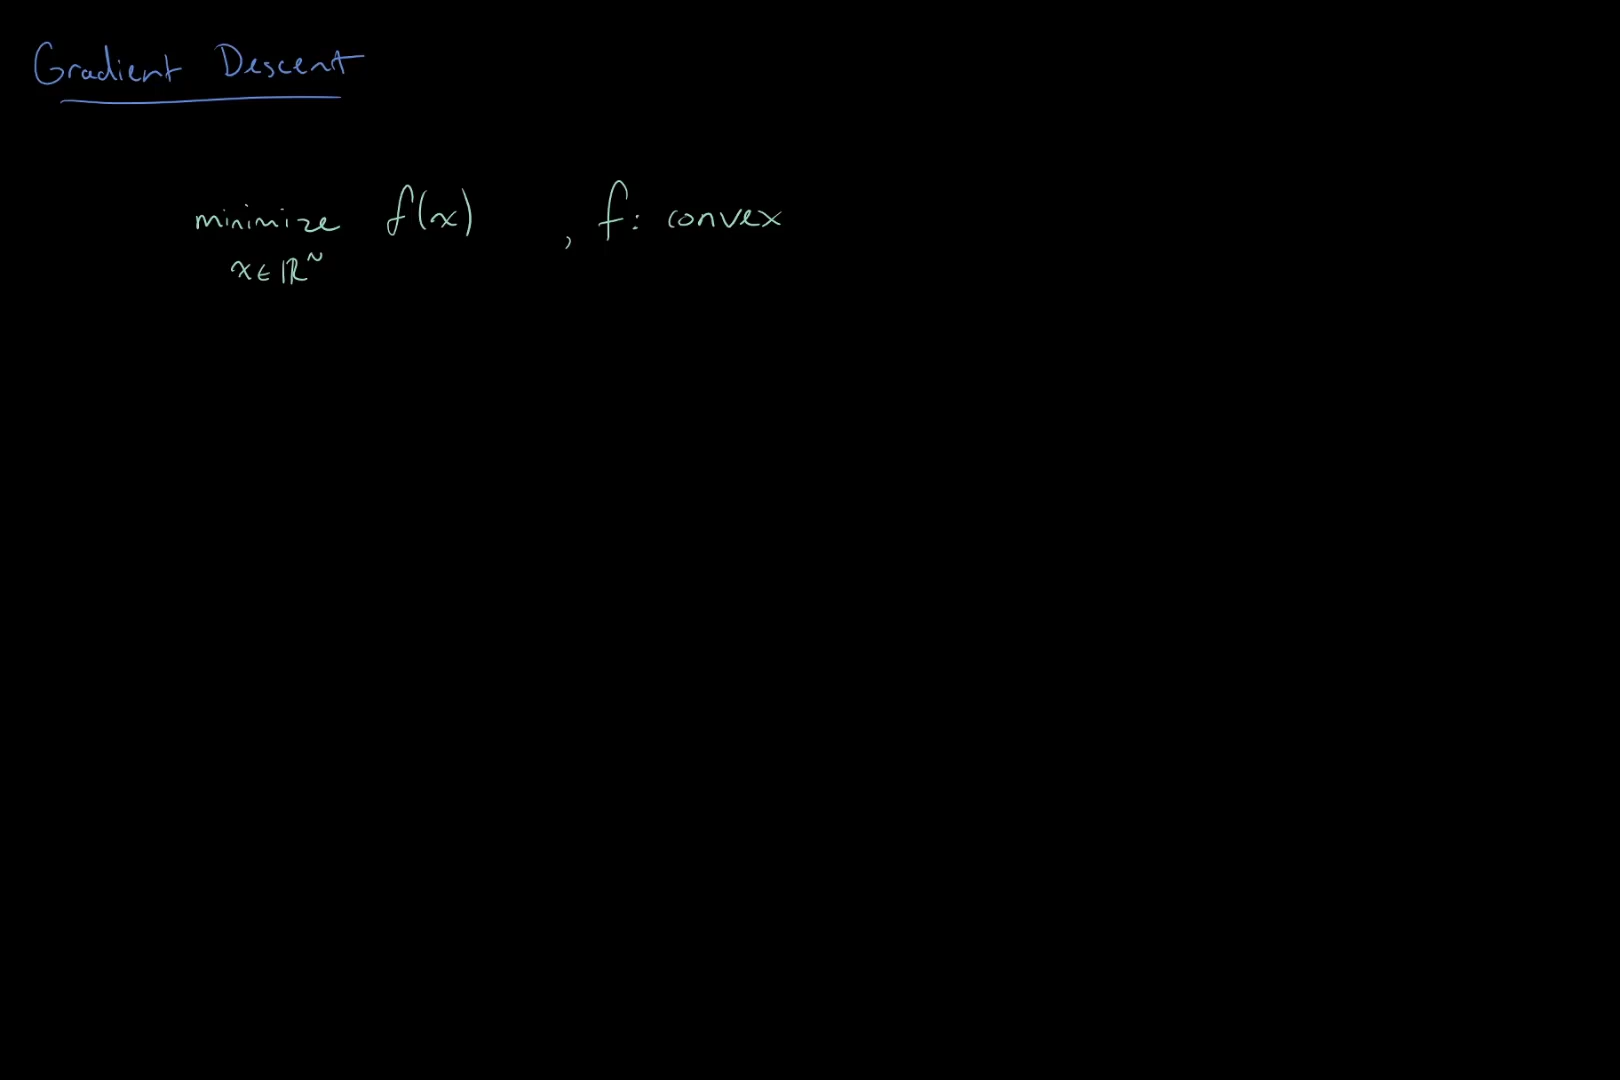 Gradient Descent
minimize f(x) , f: convex
x ∈ ℝᴺ